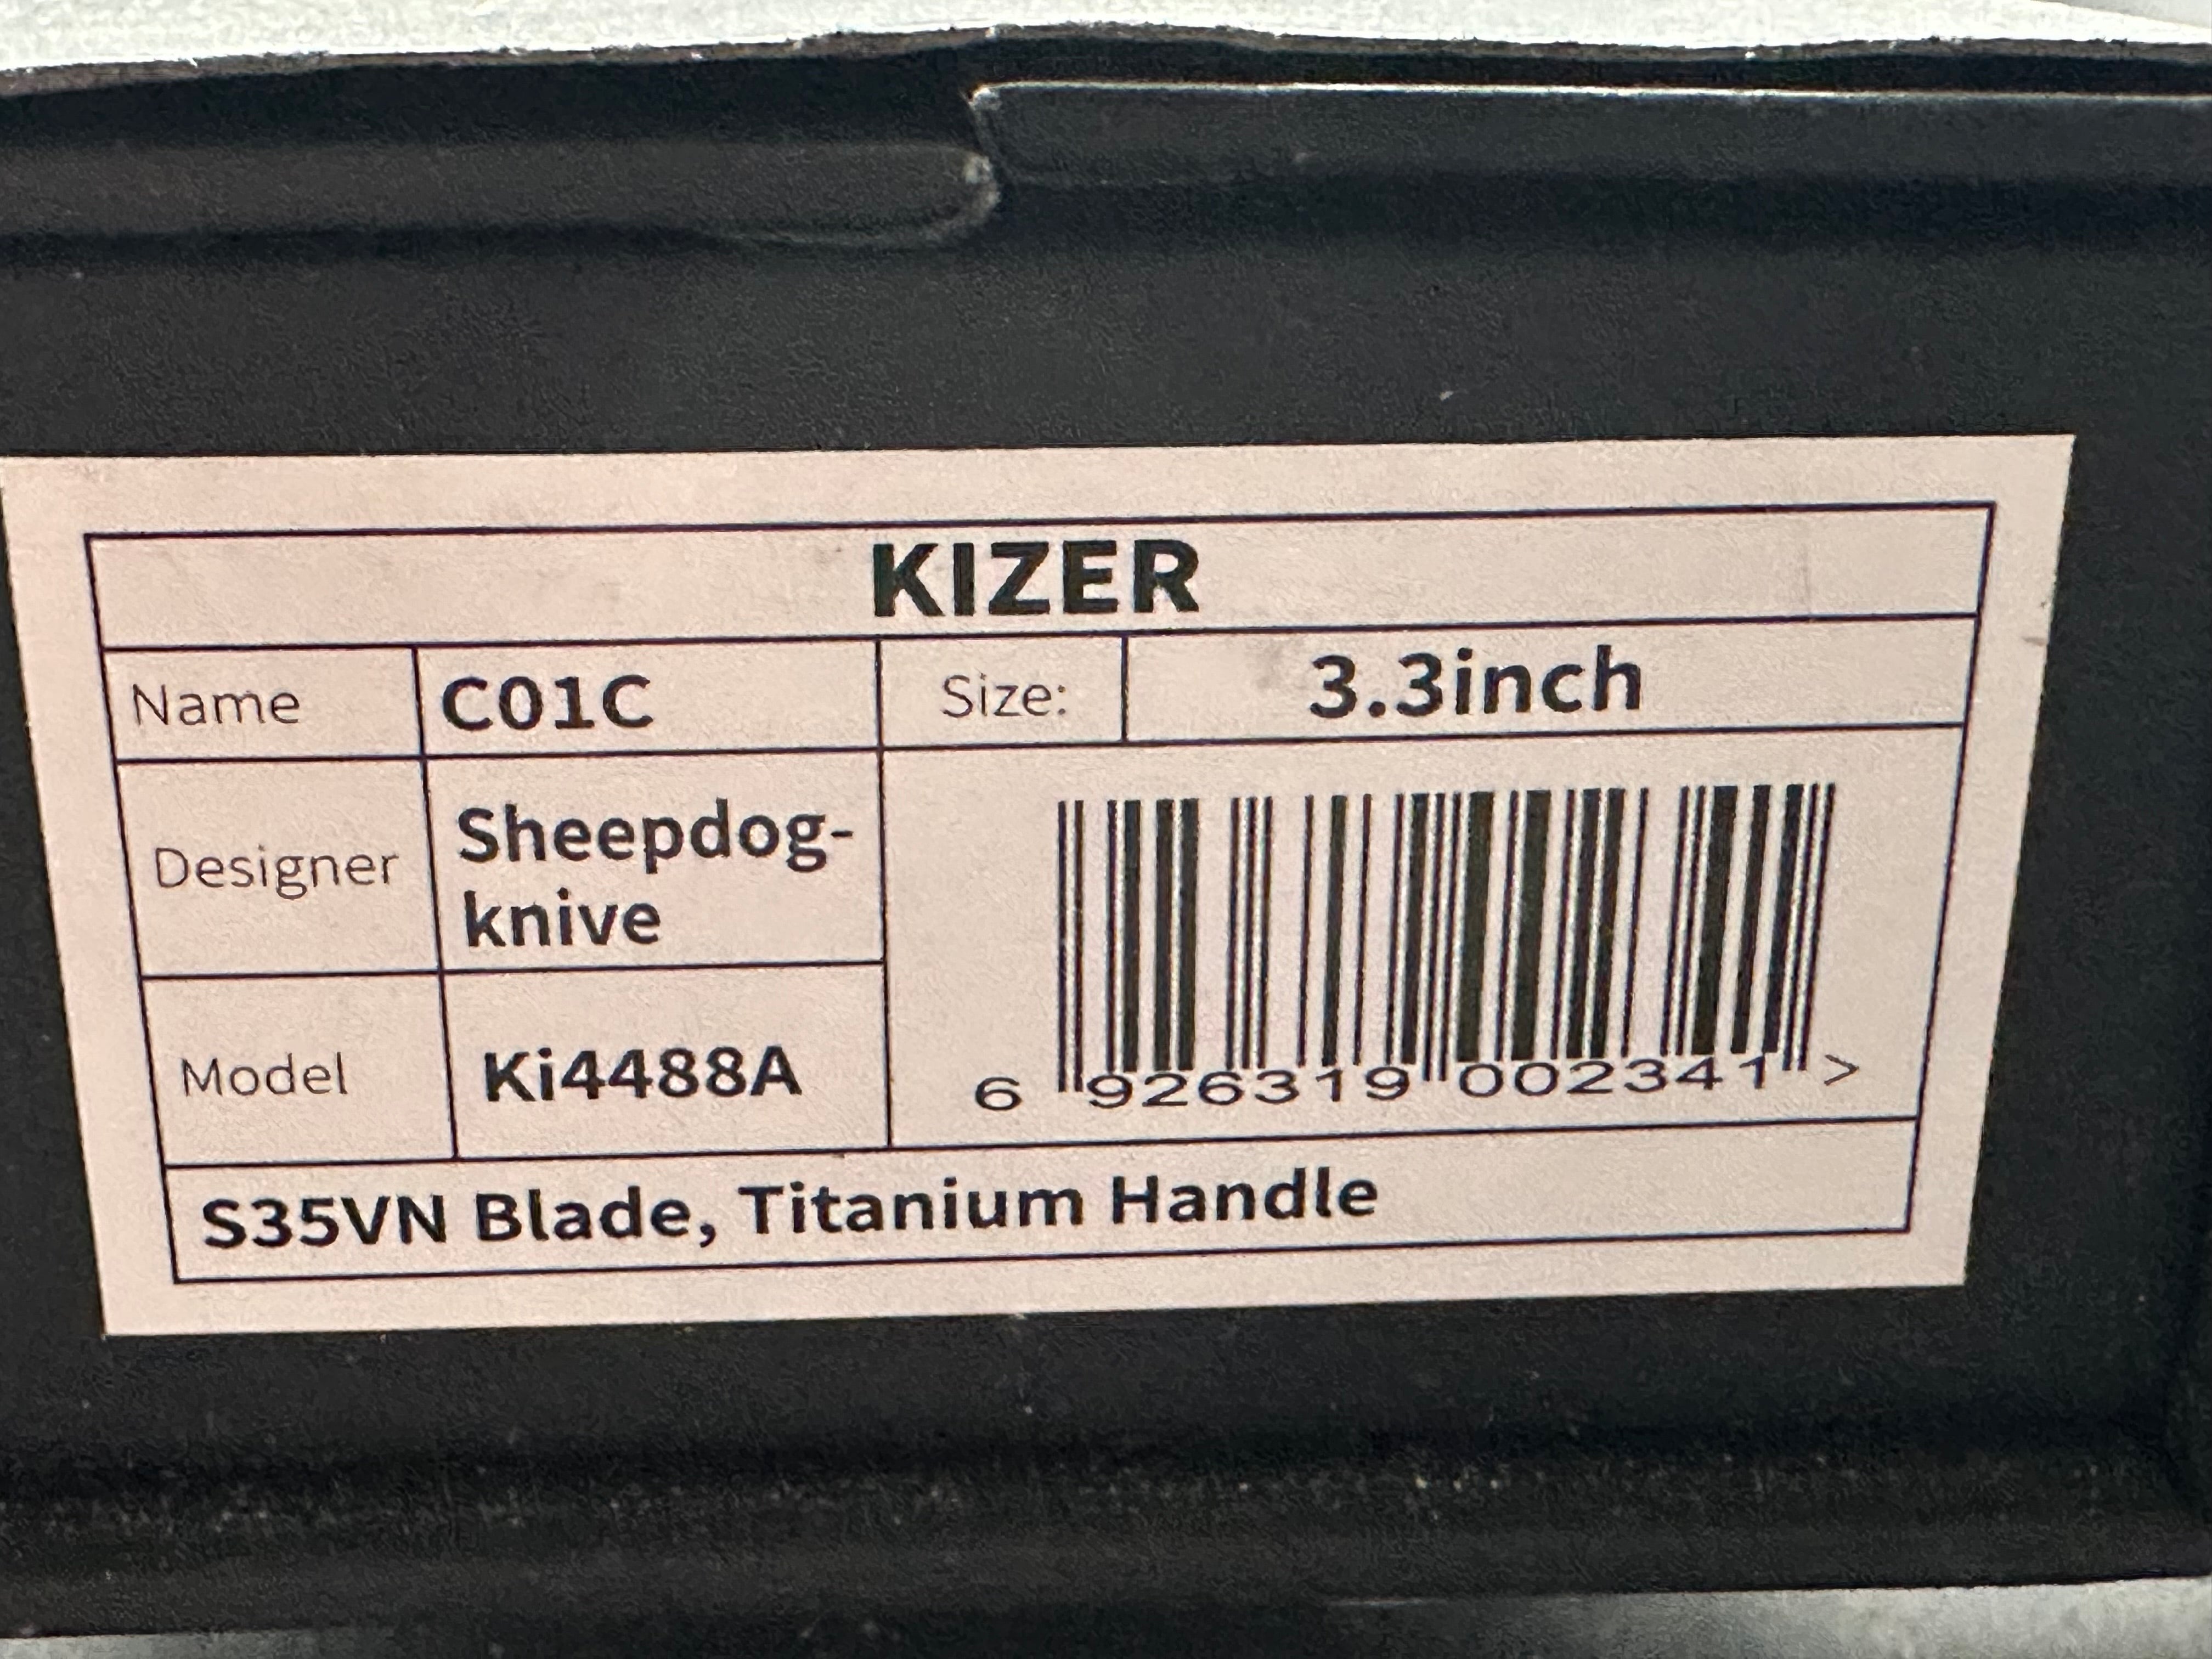 KIZER
Name C01C Size: 3.3inch
Designer Sheepdog-
knive
Model Ki4488A
6 926319 002341 >
S35VN Blade, Titanium Handle